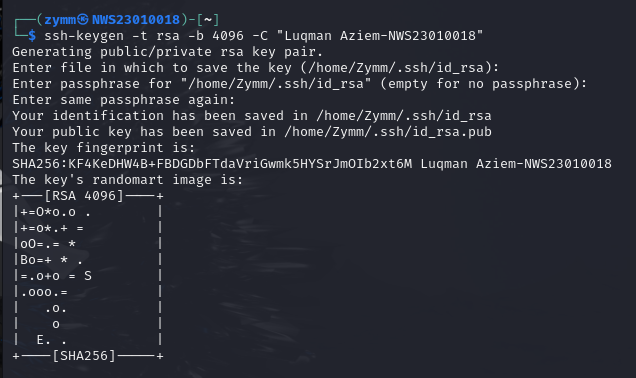 ┌──(zymm㉿NWS23010018)-[~]
└─$ ssh-keygen -t rsa -b 4096 -C "Luqman Aziem-NWS23010018"
Generating public/private rsa key pair.
Enter file in which to save the key (/home/Zymm/.ssh/id_rsa):
Enter passphrase for "/home/Zymm/.ssh/id_rsa" (empty for no passphrase):
Enter same passphrase again:
Your identification has been saved in /home/Zymm/.ssh/id_rsa
Your public key has been saved in /home/Zymm/.ssh/id_rsa.pub
The key fingerprint is:
SHA256:KF4KeDHW4B+FBDGDbFTdaVriGwmk5HYSrJmOIb2xt6M Luqman Aziem-NWS23010018
The key's randomart image is:
+---[RSA 4096]----+
|+=O*o.o .        |
|+=o*.+ =         |
|oO=.= *          |
|Bo=+ * .         |
|=.o+o = S        |
|.ooo.=           |
|   .o.           |
|    o            |
|  E. .           |
+----[SHA256]-----+